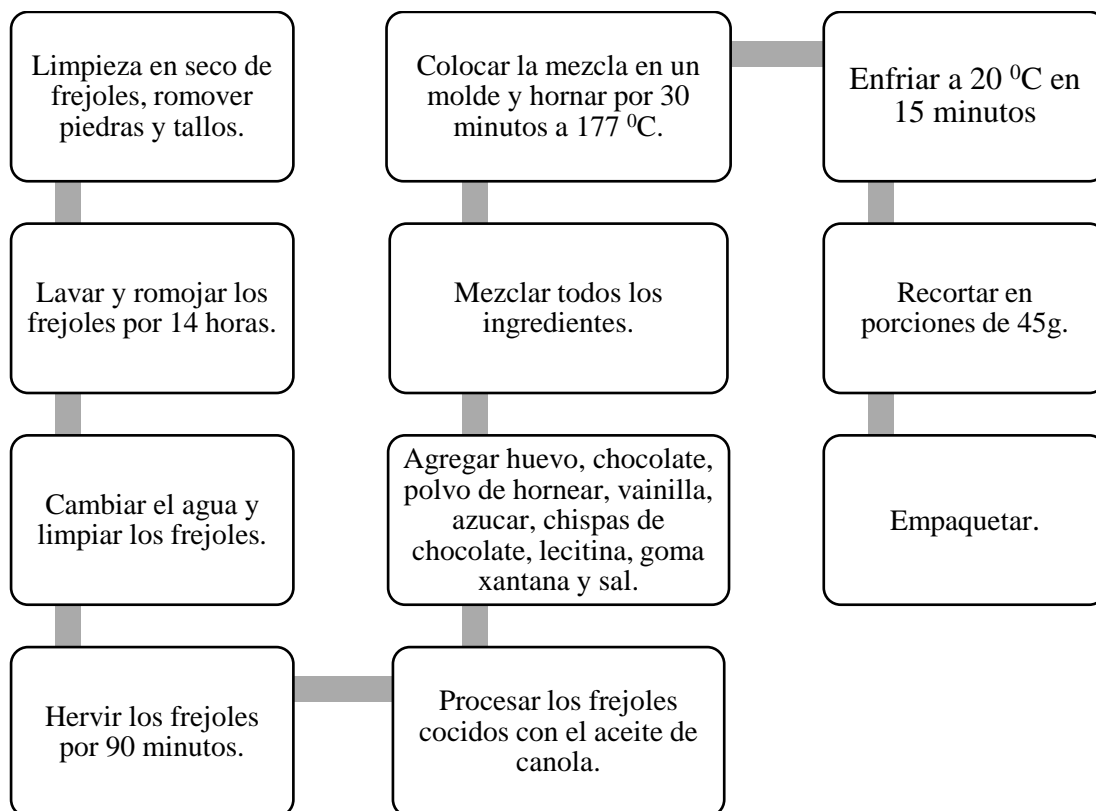 Limpieza en seco de
frejoles, romover
piedras y tallos.
Lavar y romojar los
frejoles por 14 horas.
Cambiar el agua y
limpiar los frejoles.
Hervir los frejoles
por 90 minutos.
Procesar los frejoles
cocidos con el aceite de
canola.
Agregar huevo, chocolate,
polvo de hornear, vainilla,
azucar, chispas de
chocolate, lecitina, goma
xantana y sal.
Mezclar todos los
ingredientes.
Colocar la mezcla en un
molde y hornar por 30
minutos a 177 ⁰C.
Enfriar a 20 ⁰C en
15 minutos
Recortar en
porciones de 45g.
Empaquetar.